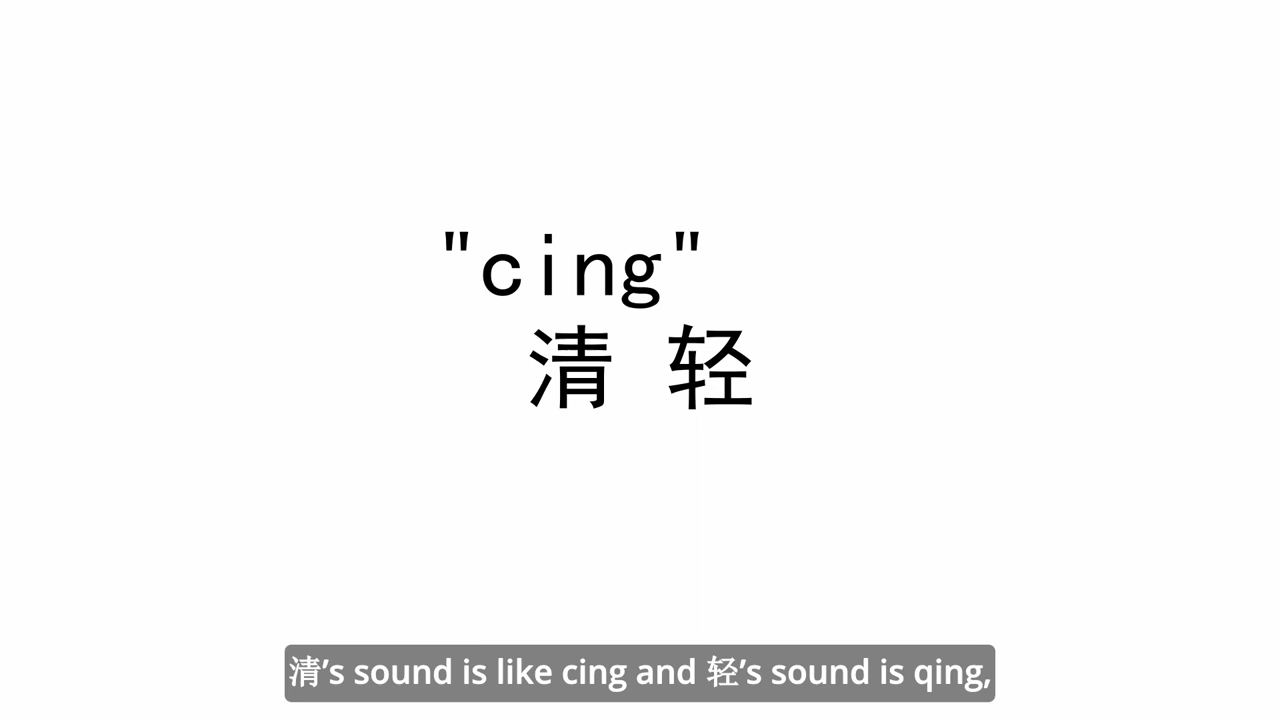 "cing"
清 轻
清’s sound is like cing and 轻’s sound is qing,